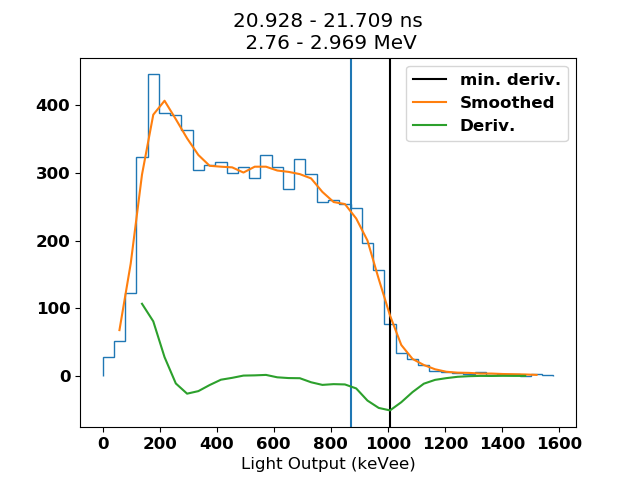 20.928 - 21.709 ns
2.76 - 2.969 MeV
min. deriv.
Smoothed
Deriv.
400
300
200
100
0
0 200 400 600 800 1000 1200 1400 1600
Light Output (keVee)